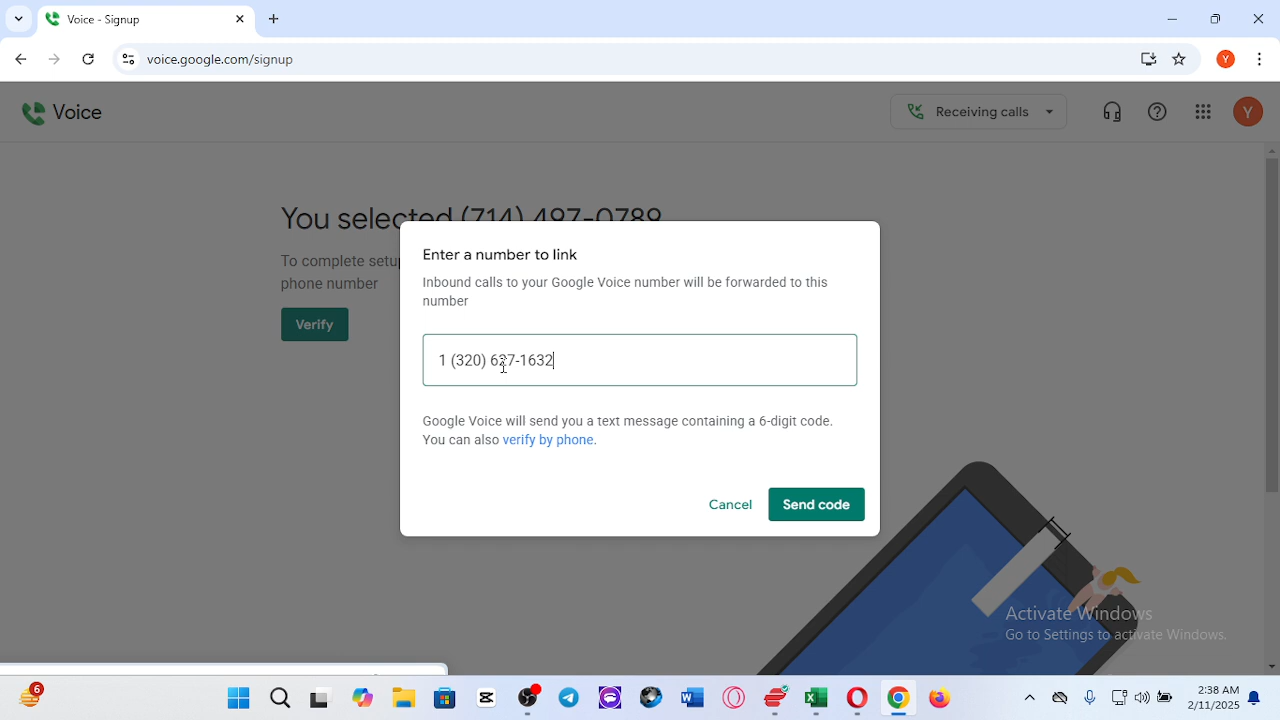 Voice - Signup
voice.google.com/signup
Y
Voice
Receiving calls
Y
You selected (714) 497-0789
To complete setu
phone number
Verify
Enter a number to link
Inbound calls to your Google Voice number will be forwarded to this
number
1 (320) 637-1632
Google Voice will send you a text message containing a 6-digit code.
You can also verify by phone.
Cancel
Send code
Activate Windows
Go to Settings to activate Windows.
6
2:38 AM
2/11/2025